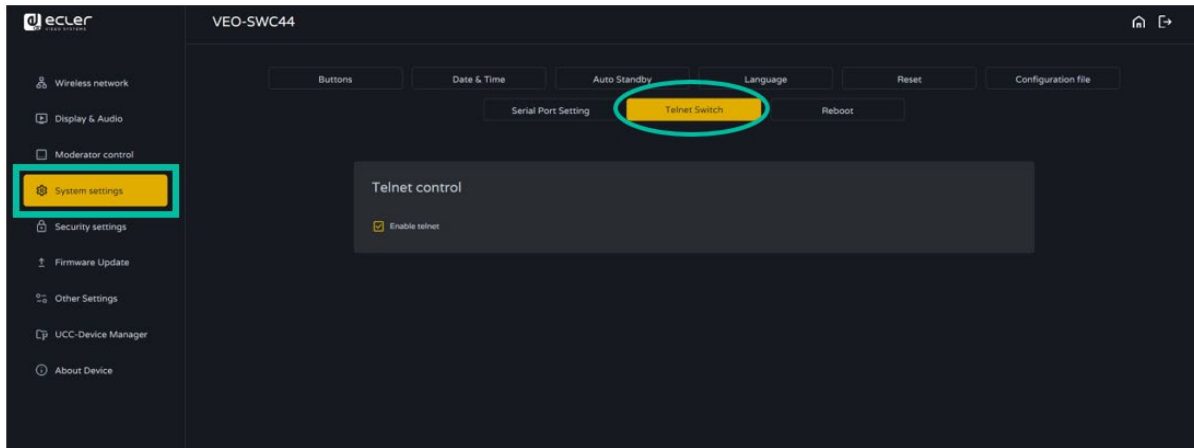 ecler
VIDEO SYSTEMS
VEO-SWC44
Wireless network
Display & Audio
Moderator control
System settings
Security settings
Firmware Update
Other Settings
UCC-Device Manager
About Device
Buttons
Date & Time
Auto Standby
Language
Reset
Configuration file
Serial Port Setting
Telnet Switch
Reboot
Telnet control
Enable telnet